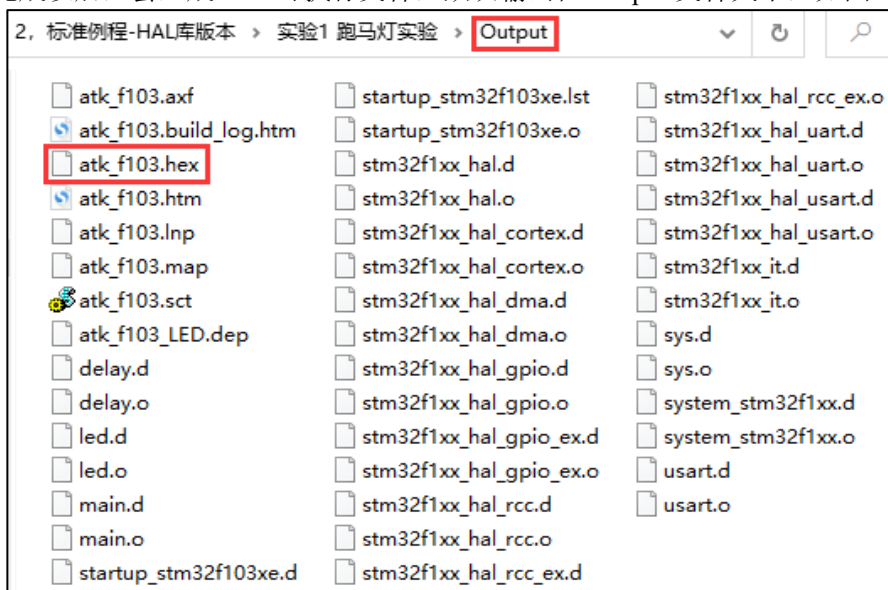 2，标准例程-HAL库版本 › 实验1 跑马灯实验 › Output
atk_f103.axf
atk_f103.build_log.htm
atk_f103.hex
atk_f103.htm
atk_f103.lnp
atk_f103.map
atk_f103.sct
atk_f103_LED.dep
delay.d
delay.o
led.d
led.o
main.d
main.o
startup_stm32f103xe.d
startup_stm32f103xe.lst
startup_stm32f103xe.o
stm32f1xx_hal.d
stm32f1xx_hal.o
stm32f1xx_hal_cortex.d
stm32f1xx_hal_cortex.o
stm32f1xx_hal_dma.d
stm32f1xx_hal_dma.o
stm32f1xx_hal_gpio.d
stm32f1xx_hal_gpio.o
stm32f1xx_hal_gpio_ex.d
stm32f1xx_hal_gpio_ex.o
stm32f1xx_hal_rcc.d
stm32f1xx_hal_rcc.o
stm32f1xx_hal_rcc_ex.d
stm32f1xx_hal_rcc_ex.o
stm32f1xx_hal_uart.d
stm32f1xx_hal_uart.o
stm32f1xx_hal_usart.d
stm32f1xx_hal_usart.o
stm32f1xx_it.d
stm32f1xx_it.o
sys.d
sys.o
system_stm32f1xx.d
system_stm32f1xx.o
usart.d
usart.o